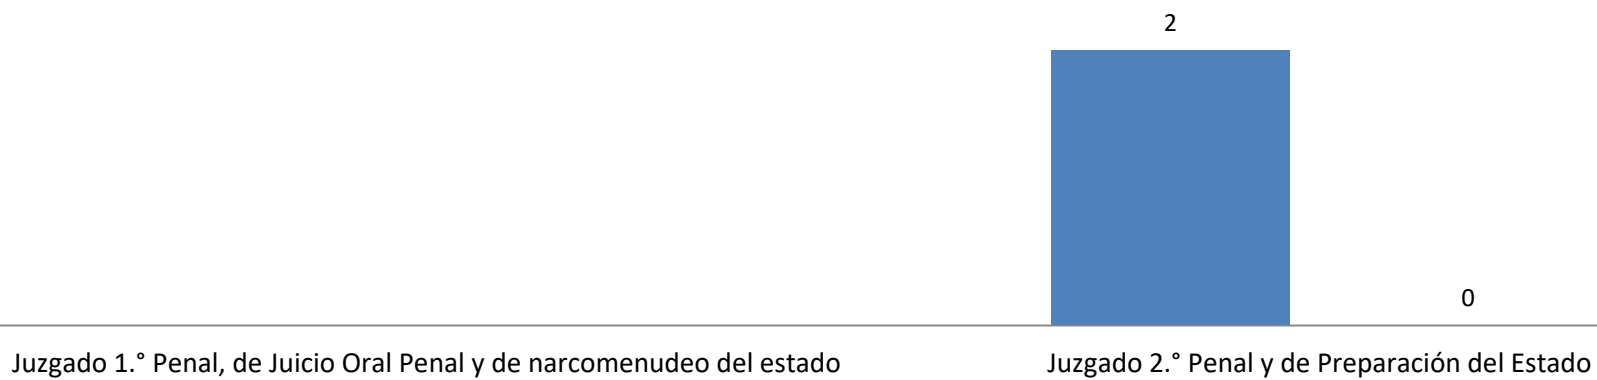 2
0
Juzgado 1.° Penal, de Juicio Oral Penal y de narcomenudeo del estado
Juzgado 2.° Penal y de Preparación del Estado